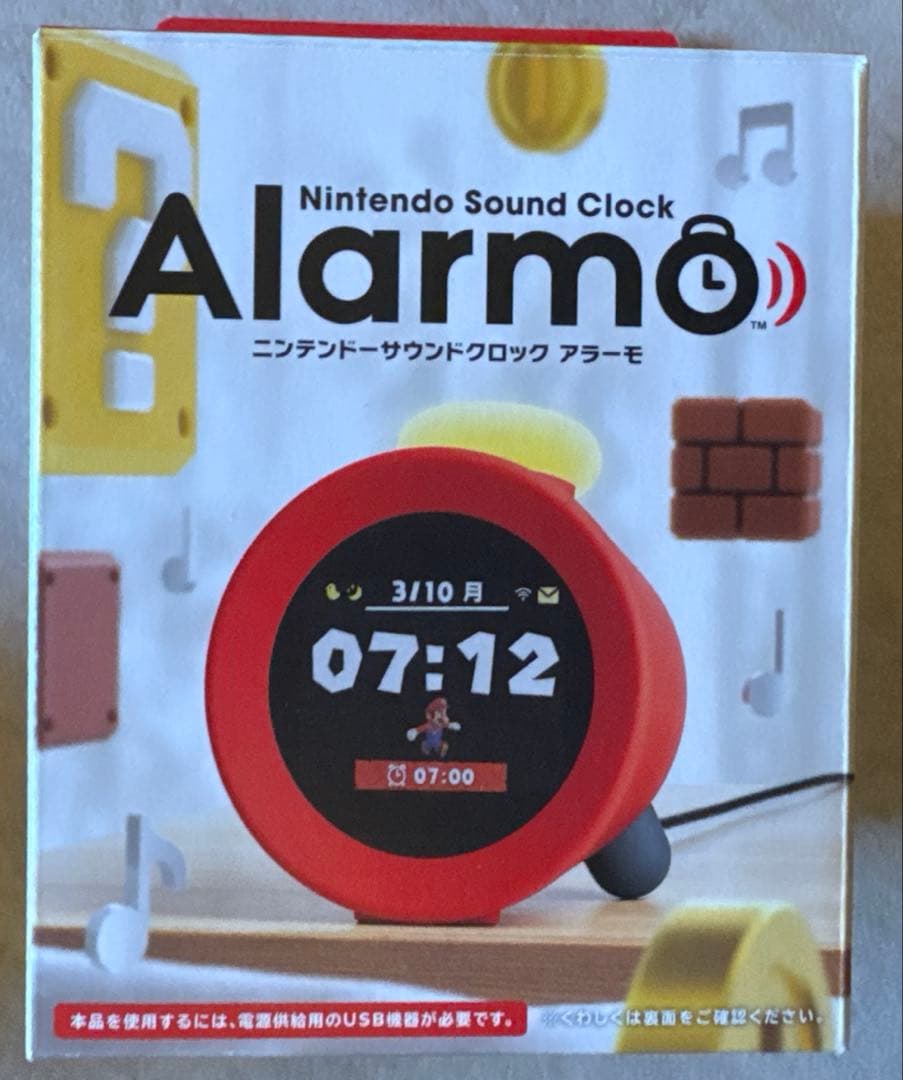 Nintendo Sound Clock
Alarmo
TM
ニンテンドーサウンドクロック アラーモ
3/10 月
07:12
07:00
本品を使用するには、電源供給用のUSB機器が必要です。 ※くわしくは裏面をご確認ください。